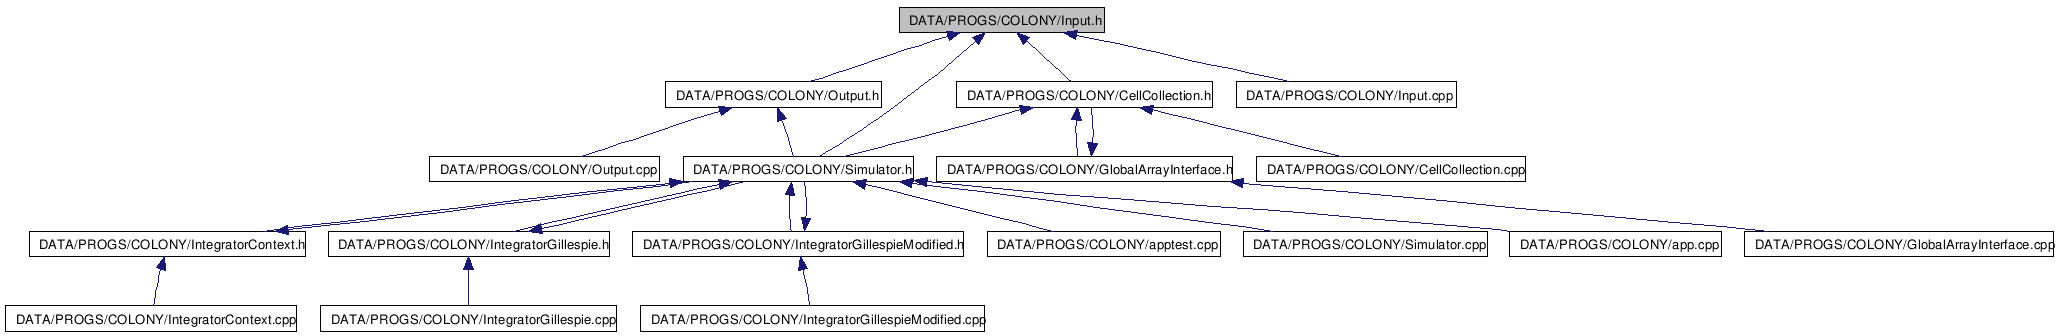 DATA/PROGS/COLONY/Input.h
DATA/PROGS/COLONY/Output.h
DATA/PROGS/COLONY/CellCollection.h
DATA/PROGS/COLONY/Input.cpp
DATA/PROGS/COLONY/Output.cpp
DATA/PROGS/COLONY/Simulator.h
DATA/PROGS/COLONY/GlobalArrayInterface.h
DATA/PROGS/COLONY/CellCollection.cpp
DATA/PROGS/COLONY/IntegratorContext.h
DATA/PROGS/COLONY/IntegratorGillespie.h
DATA/PROGS/COLONY/IntegratorGillespieModified.h
DATA/PROGS/COLONY/apptest.cpp
DATA/PROGS/COLONY/Simulator.cpp
DATA/PROGS/COLONY/app.cpp
DATA/PROGS/COLONY/GlobalArrayInterface.cpp
DATA/PROGS/COLONY/IntegratorContext.cpp
DATA/PROGS/COLONY/IntegratorGillespie.cpp
DATA/PROGS/COLONY/IntegratorGillespieModified.cpp